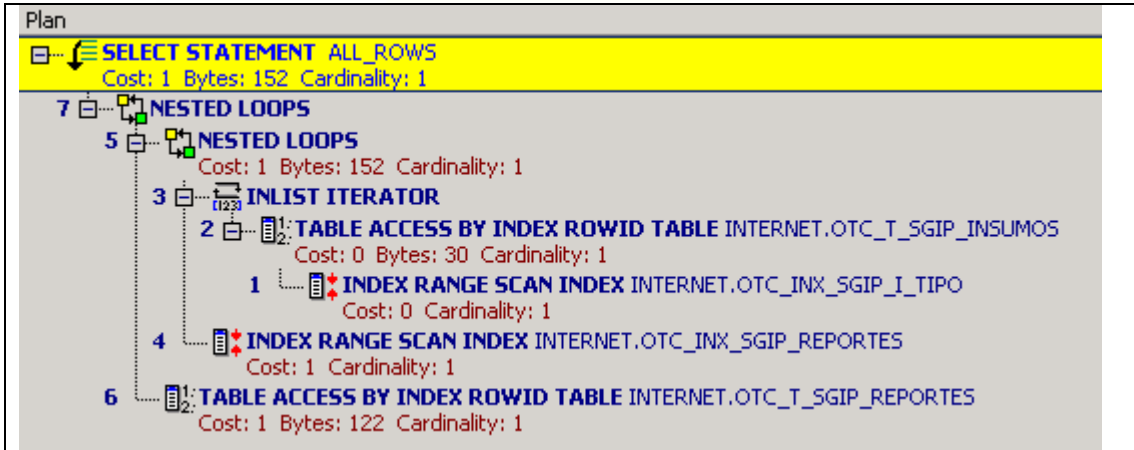 Plan
SELECT STATEMENT ALL_ROWS
Cost: 1 Bytes: 152 Cardinality: 1
7 NESTED LOOPS
5 NESTED LOOPS
Cost: 1 Bytes: 152 Cardinality: 1
3 INLIST ITERATOR
2 TABLE ACCESS BY INDEX ROWID TABLE INTERNET.OTC_T_SGIP_INSUMOS
Cost: 0 Bytes: 30 Cardinality: 1
1 INDEX RANGE SCAN INDEX INTERNET.OTC_INX_SGIP_I_TIPO
Cost: 0 Cardinality: 1
4 INDEX RANGE SCAN INDEX INTERNET.OTC_INX_SGIP_REPORTES
Cost: 1 Cardinality: 1
6 TABLE ACCESS BY INDEX ROWID TABLE INTERNET.OTC_T_SGIP_REPORTES
Cost: 1 Bytes: 122 Cardinality: 1